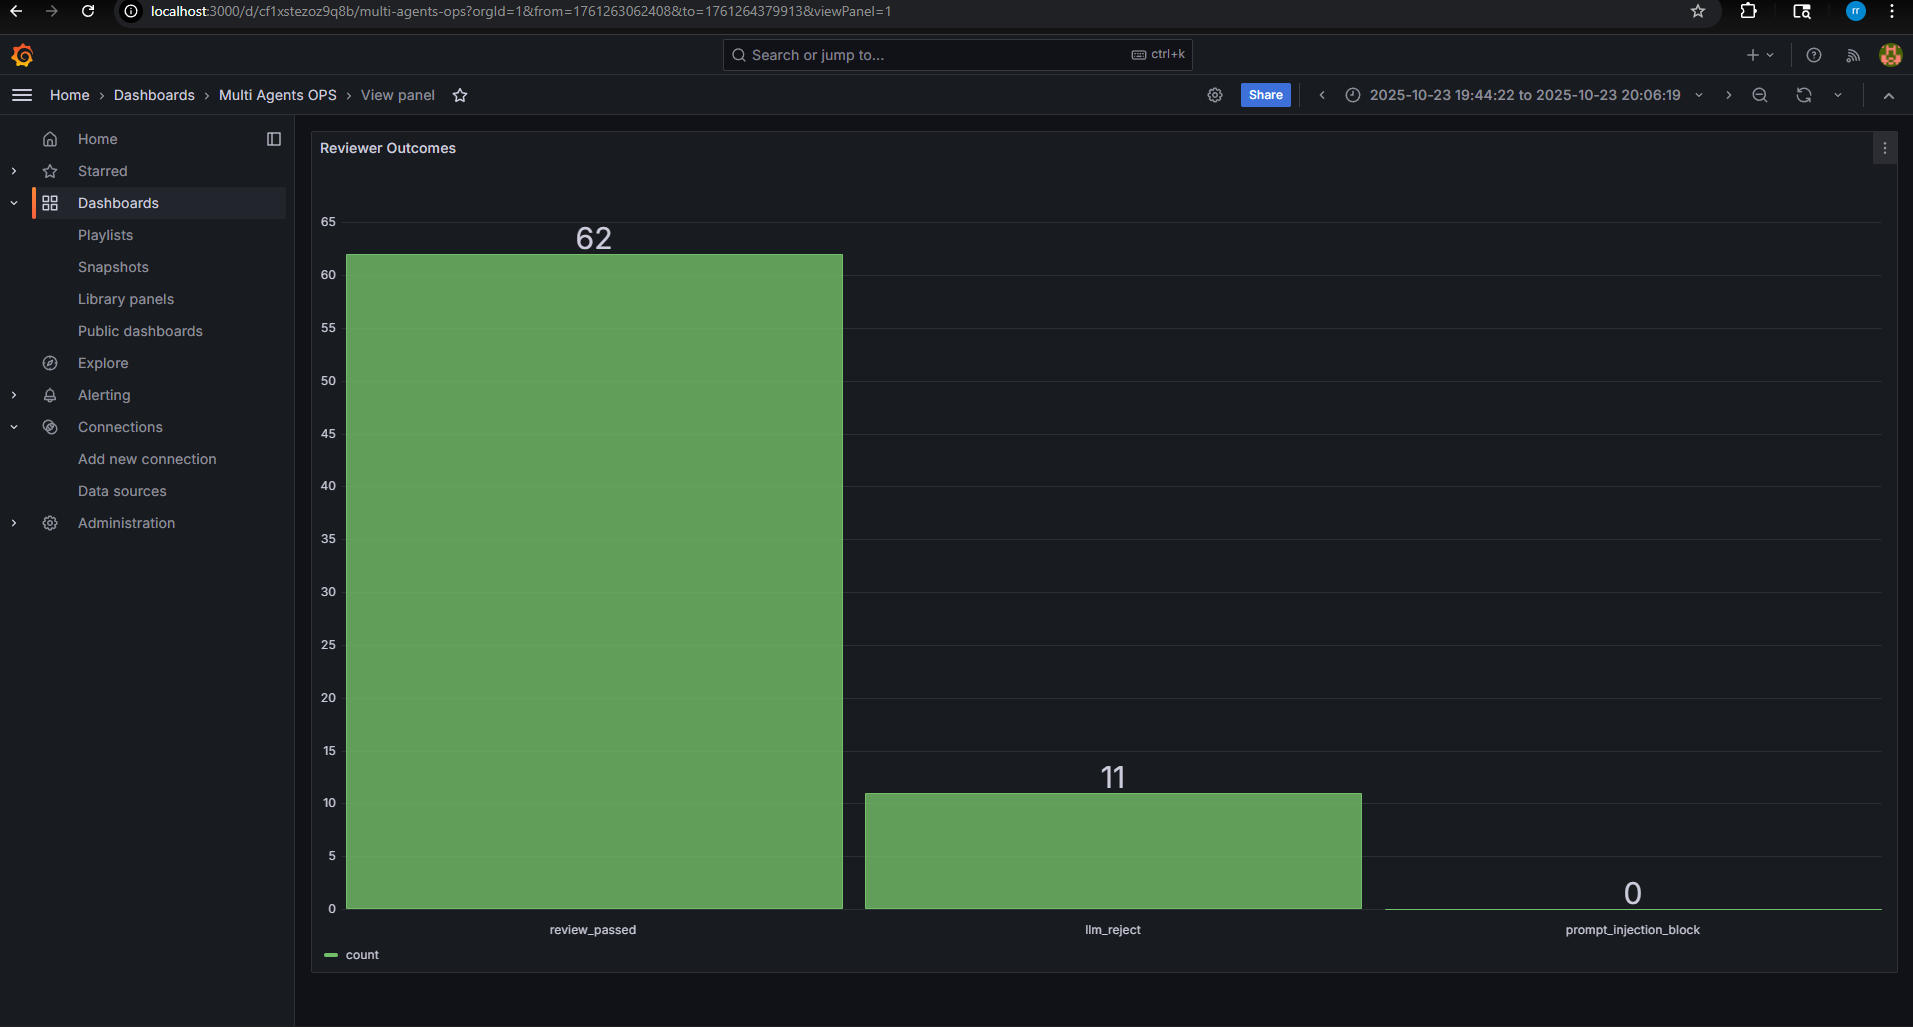 localhost:3000/d/cf1xstezoz9q8b/multi-agents-ops?orgId=1&from=1761263062408&to=1761264379913&viewPanel=1
rr
Search or jump to...
ctrl+k
Home › Dashboards › Multi Agents OPS › View panel
Share
2025-10-23 19:44:22 to 2025-10-23 20:06:19
Home
Starred
Dashboards
Playlists
Snapshots
Library panels
Public dashboards
Explore
Alerting
Connections
Add new connection
Data sources
Administration
Reviewer Outcomes
65
60
55
50
45
40
35
30
25
20
15
10
5
0
62
11
0
review_passed
llm_reject
prompt_injection_block
count